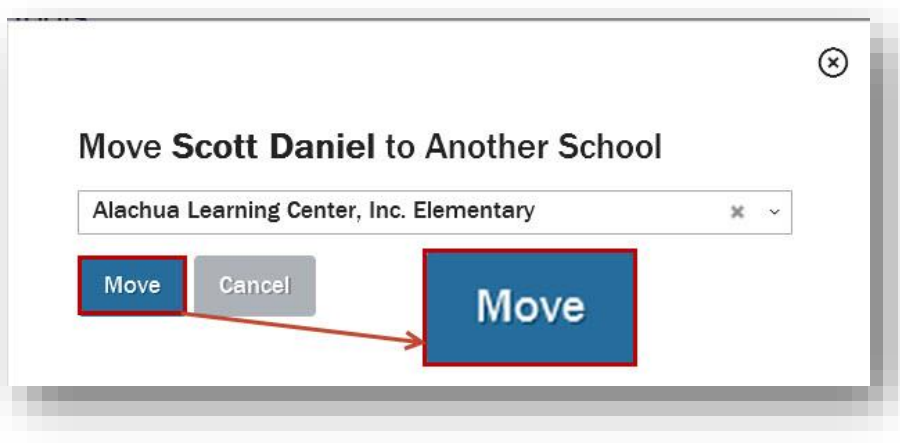 Move Scott Daniel to Another School
Alachua Learning Center, Inc. Elementary
Move Cancel
Move